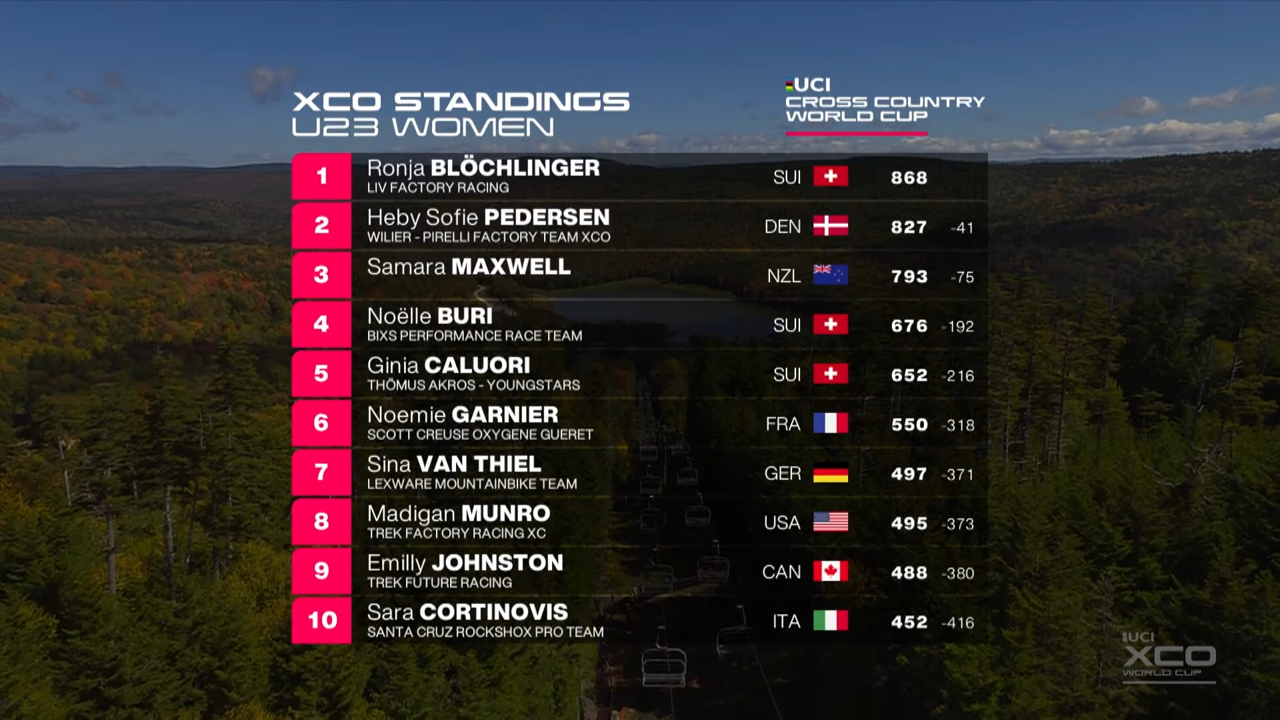 XCO STANDINGS
U23 WOMEN
UCI
CROSS COUNTRY
WORLD CUP
1 Ronja BLÖCHLINGER SUI 868
LIV FACTORY RACING
2 Heby Sofie PEDERSEN DEN 827 -41
WILIER - PIRELLI FACTORY TEAM XCO
3 Samara MAXWELL NZL 793 -75
4 Noëlle BURI SUI 676 -192
BIXS PERFORMANCE RACE TEAM
5 Ginia CALUORI SUI 652 -216
THÖMUS AKROS - YOUNGSTARS
6 Noemie GARNIER FRA 550 -318
SCOTT CREUSE OXYGENE GUERET
7 Sina VAN THIEL GER 497 -371
LEXWARE MOUNTAINBIKE TEAM
8 Madigan MUNRO USA 495 -373
TREK FACTORY RACING XC
9 Emilly JOHNSTON CAN 488 -380
TREK FUTURE RACING
10 Sara CORTINOVIS ITA 452 -416
SANTA CRUZ ROCKSHOX PRO TEAM
UCI
XCO
WORLD CUP